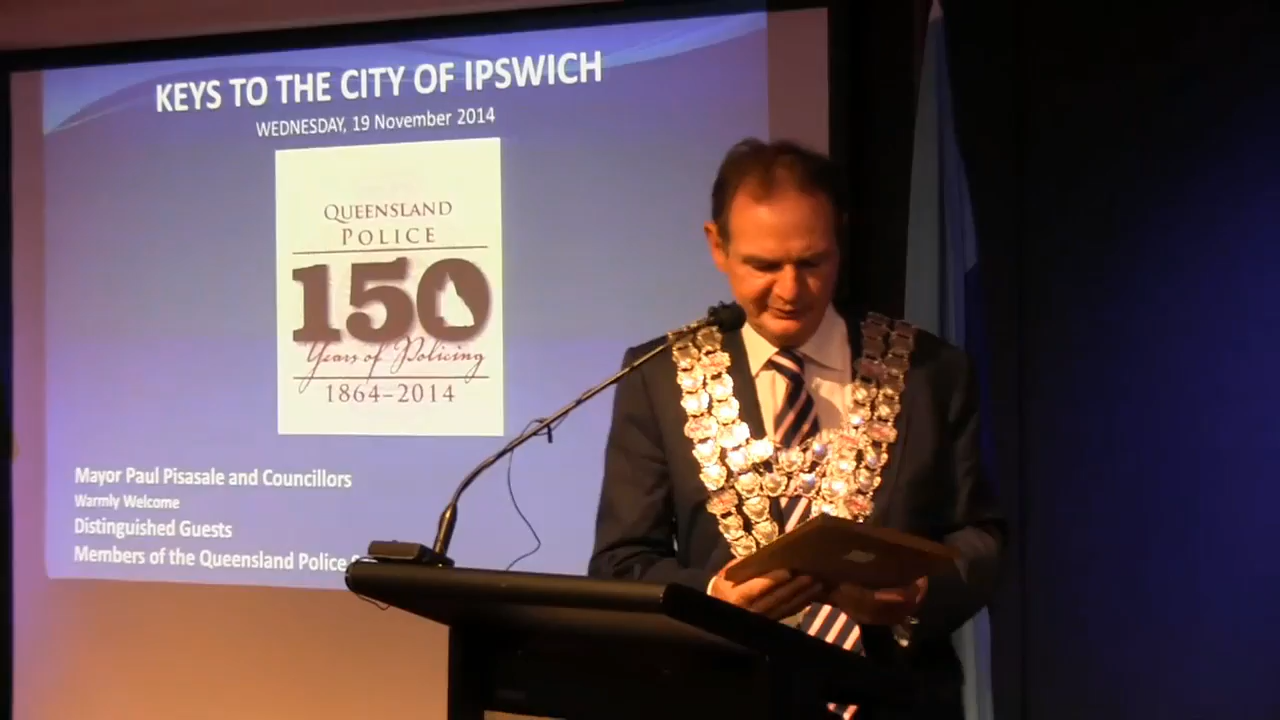 KEYS TO THE CITY OF IPSWICH
WEDNESDAY, 19 November 2014
QUEENSLAND
POLICE
150
Years of Policing
1864–2014
Mayor Paul Pisasale and Councillors
Warmly Welcome
Distinguished Guests
Members of the Queensland Police